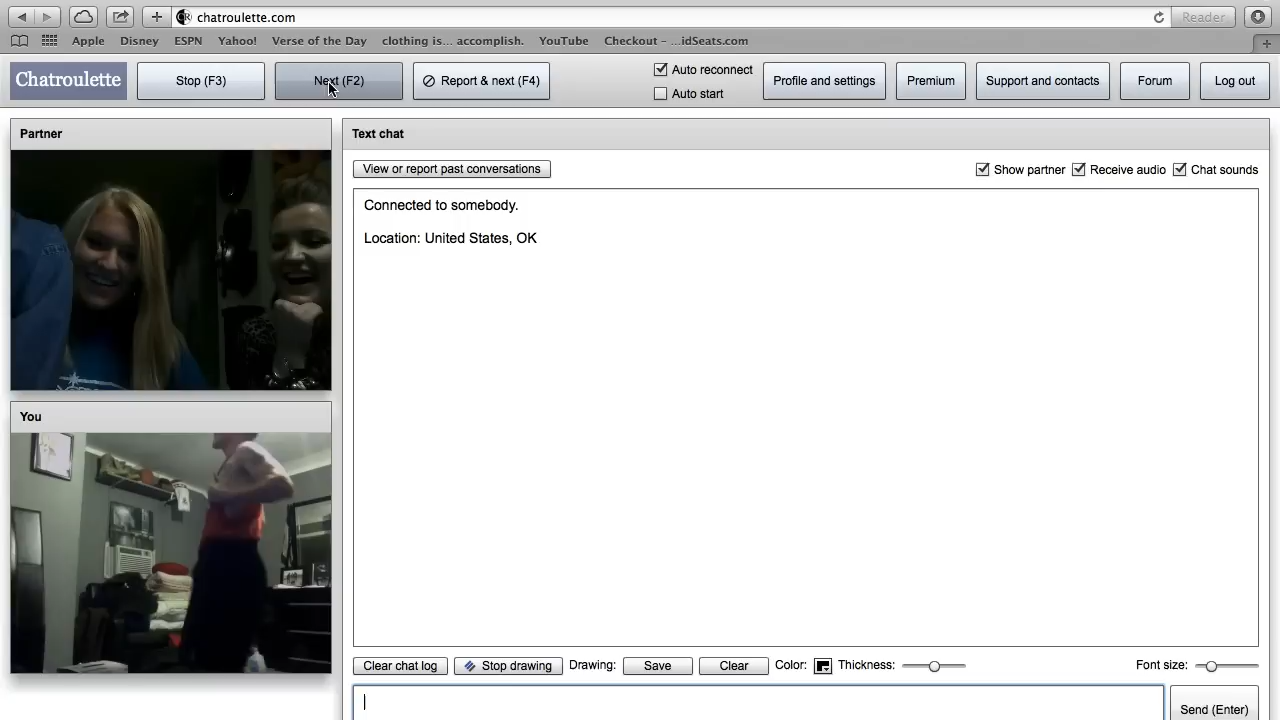 chatroulette.com
Reader
Apple Disney ESPN Yahoo! Verse of the Day clothing is... accomplish. YouTube Checkout - ...idSeats.com
Chatroulette Stop (F3) Next (F2) Report & next (F4) Auto reconnect Profile and settings Premium Support and contacts Forum Log out
Auto start
Partner
Text chat
View or report past conversations Show partner Receive audio Chat sounds
Connected to somebody.
Location: United States, OK
You
Clear chat log Stop drawing Drawing: Save Clear Color: Thickness: Font size:
Send (Enter)